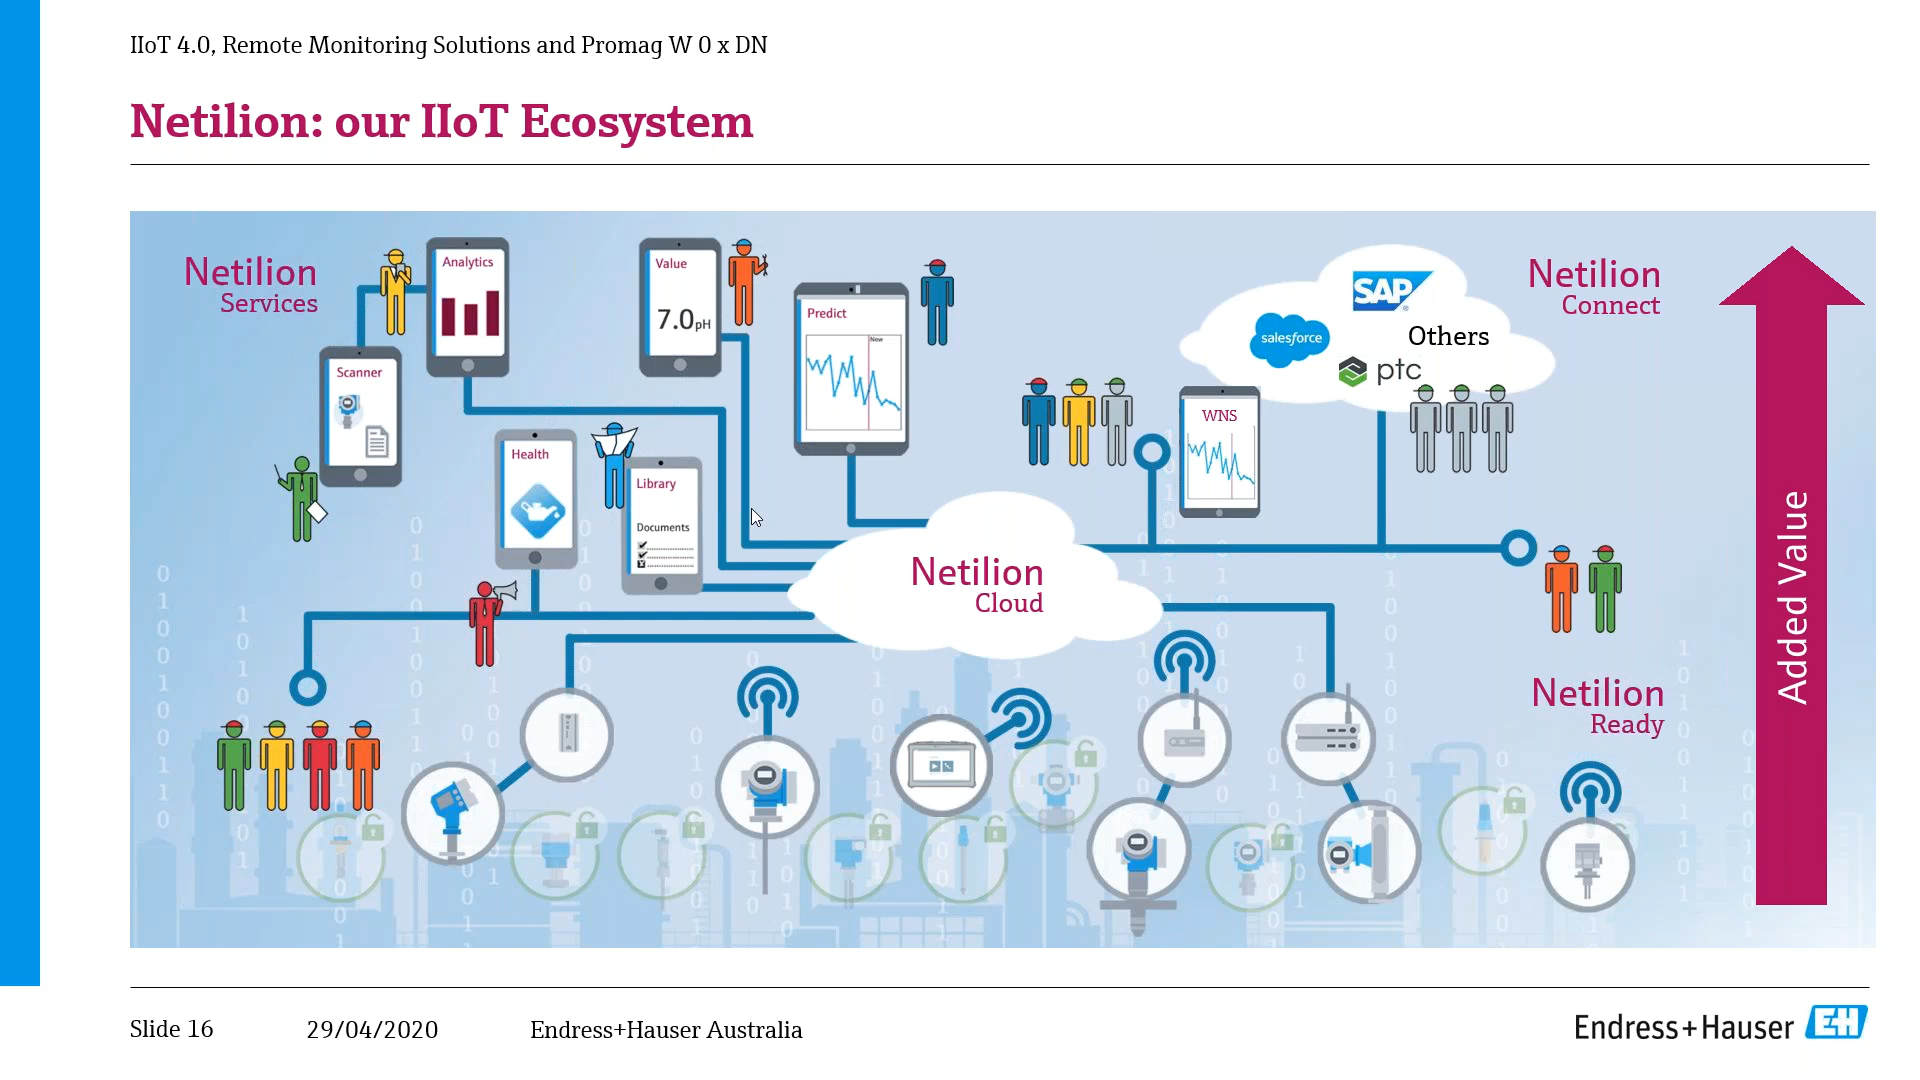 IIoT 4.0, Remote Monitoring Solutions and Promag W 0 x DN
Netilion: our IIoT Ecosystem
Netilion
Services
Analytics
Scanner
Value
7.0pH
Predict
Now
Health
Library
Documents
SAP
salesforce
Others
ptc
WNS
Netilion
Connect
Netilion
Cloud
Netilion
Ready
Added Value
Slide 16
29/04/2020
Endress+Hauser Australia
Endress+Hauser EH